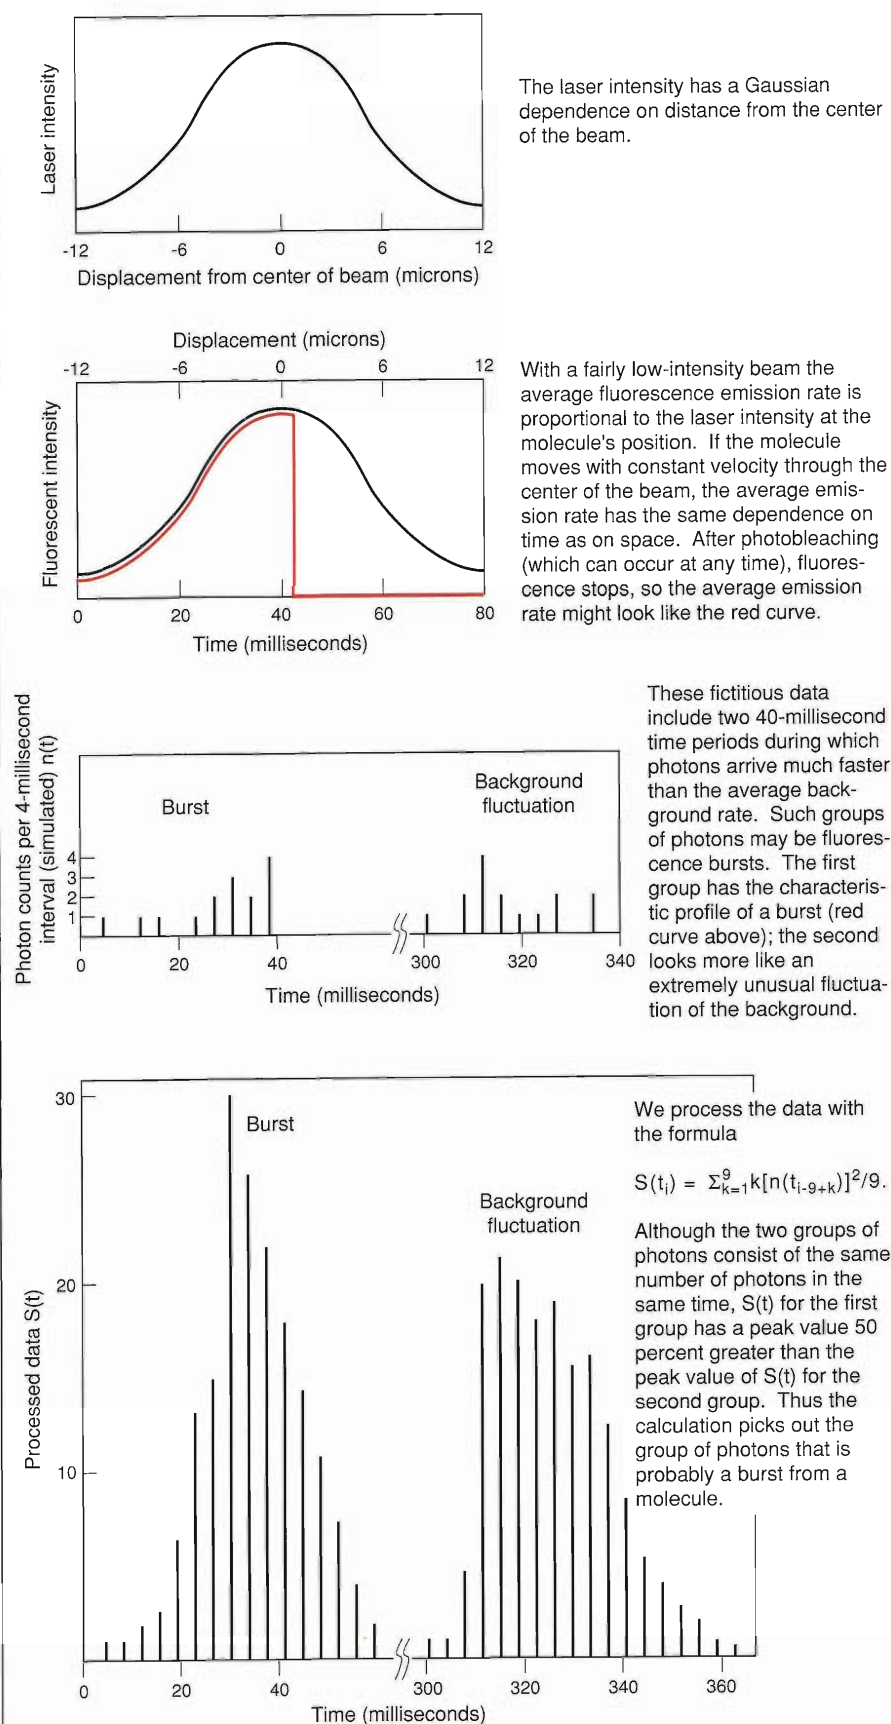 Laser intensity
-12 -6 0 6 12
Displacement from center of beam (microns)
The laser intensity has a Gaussian
dependence on distance from the center
of the beam.
Displacement (microns)
-12 -6 0 6 12
Fluorescent intensity
0 20 40 60 80
Time (milliseconds)
With a fairly low-intensity beam the
average fluorescence emission rate is
proportional to the laser intensity at the
molecule's position. If the molecule
moves with constant velocity through the
center of the beam, the average emis-
sion rate has the same dependence on
time as on space. After photobleaching
(which can occur at any time), fluores-
cence stops, so the average emission
rate might look like the red curve.
Photon counts per 4-millisecond
interval (simulated) n(t)
Burst
Background
fluctuation
4
3
2
1
0 20 40 300 320 340
Time (milliseconds)
These fictitious data
include two 40-millisecond
time periods during which
photons arrive much faster
than the average back-
ground rate. Such groups
of photons may be fluores-
cence bursts. The first
group has the characteris-
tic profile of a burst (red
curve above); the second
looks more like an
extremely unusual fluctua-
tion of the background.
Processed data S(t)
30
20
10
Burst
Background
fluctuation
0 20 40 300 320 340 360
Time (milliseconds)
We process the data with
the formula
S(tᵢ) = Σ⁹ₖ₌₁k[n(tᵢ₋₉₊ₖ)]²/9.
Although the two groups of
photons consist of the same
number of photons in the
same time, S(t) for the first
group has a peak value 50
percent greater than the
peak value of S(t) for the
second group. Thus the
calculation picks out the
group of photons that is
probably a burst from a
molecule.